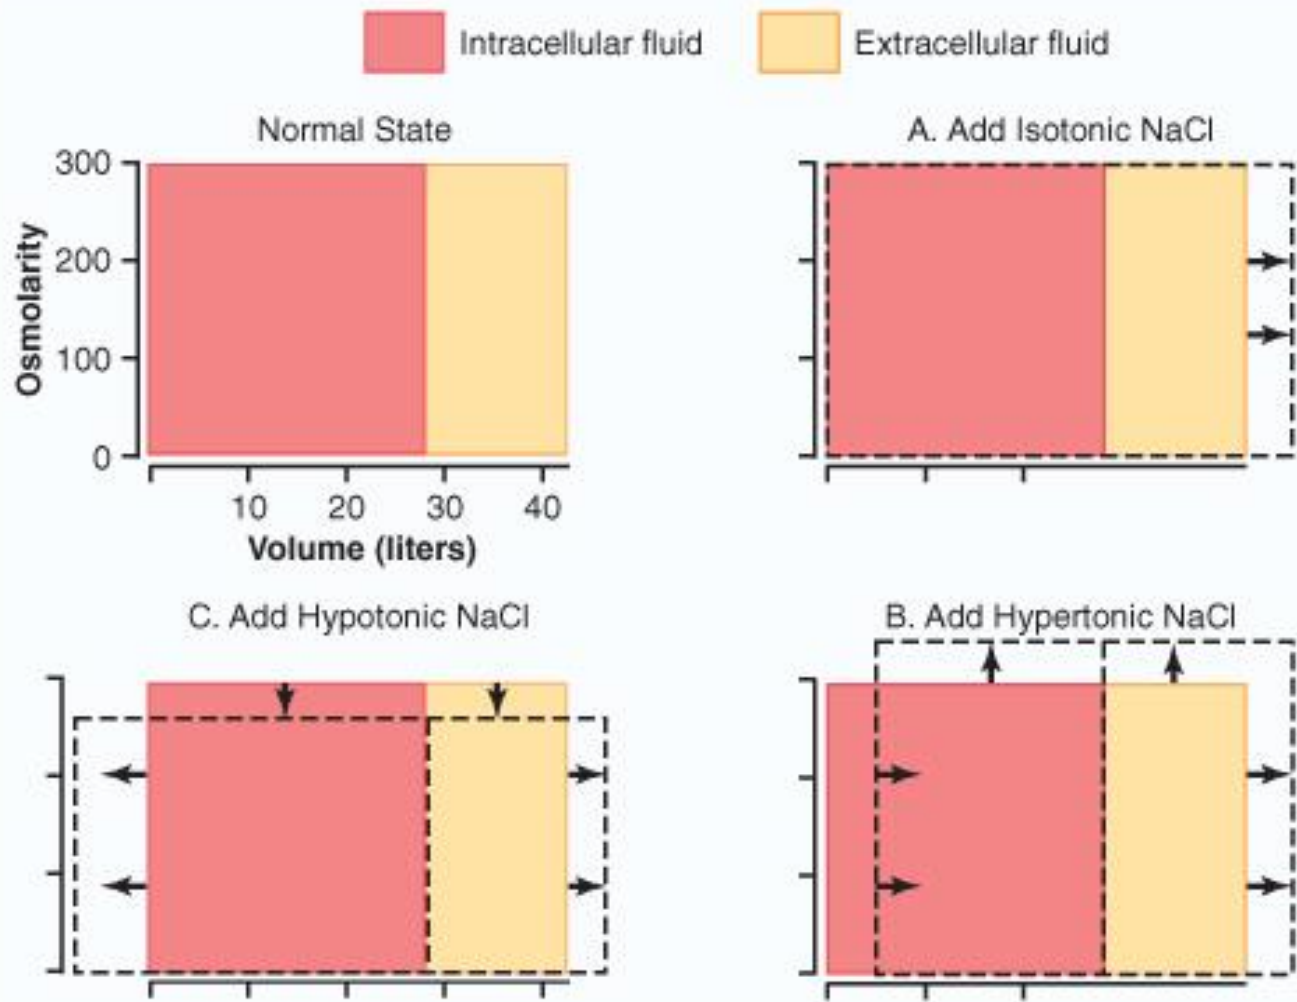 Intracellular fluid
Extracellular fluid
Normal State
300
200
100
0
Osmolarity
10 20 30 40
Volume (liters)
A. Add Isotonic NaCl
C. Add Hypotonic NaCl
B. Add Hypertonic NaCl